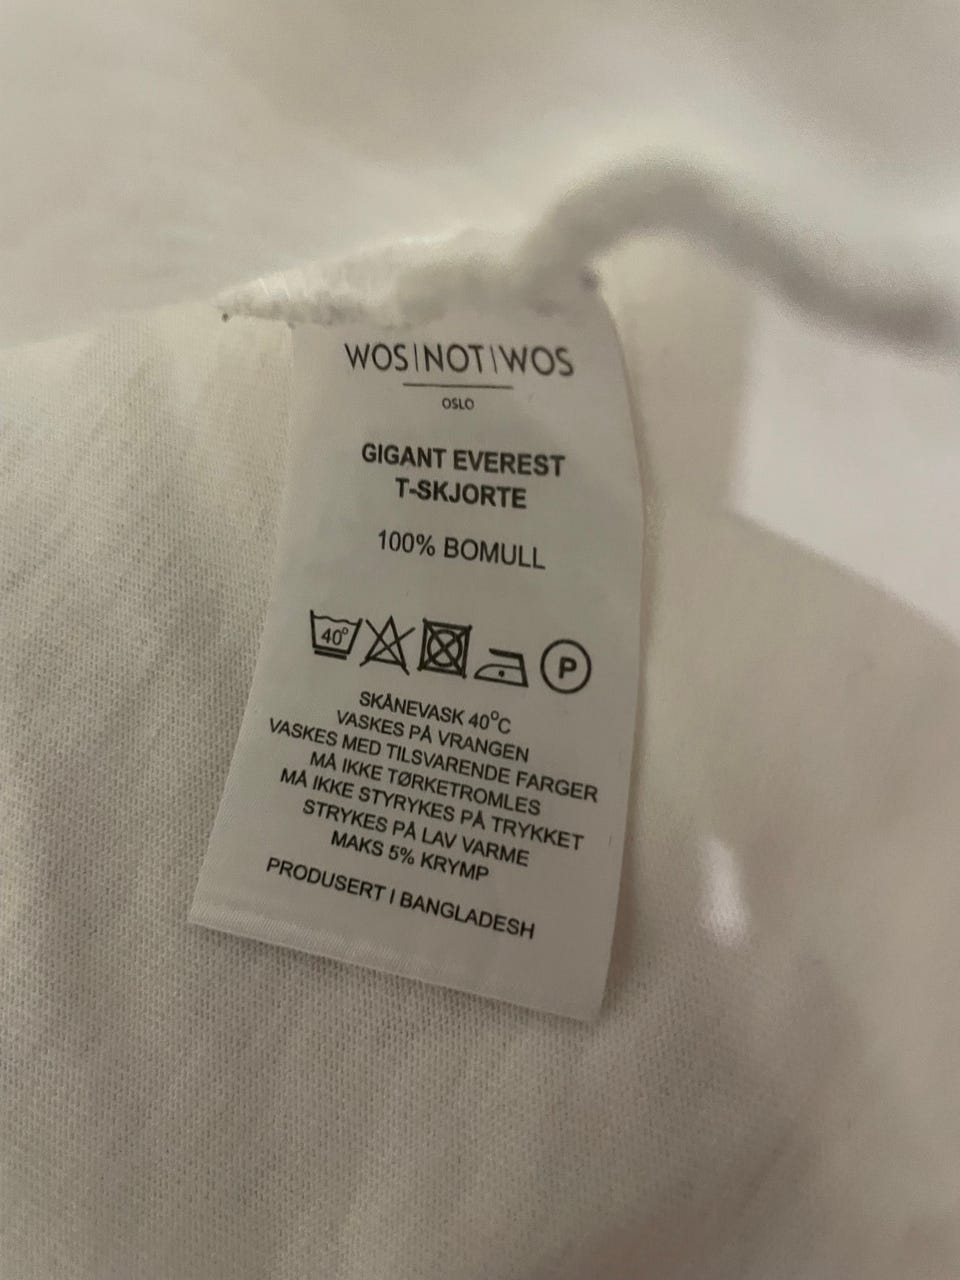 WOS|NOT|WOS
OSLO
GIGANT EVEREST
T-SKJORTE
100% BOMULL
40° P
SKÅNEVASK 40°C
VASKES PÅ VRANGEN
VASKES MED TILSVARENDE FARGER
MÅ IKKE TØRKETROMLES
MÅ IKKE STYRYKES PÅ TRYKKET
STRYKES PÅ LAV VARME
MAKS 5% KRYMP
PRODUSERT I BANGLADESH